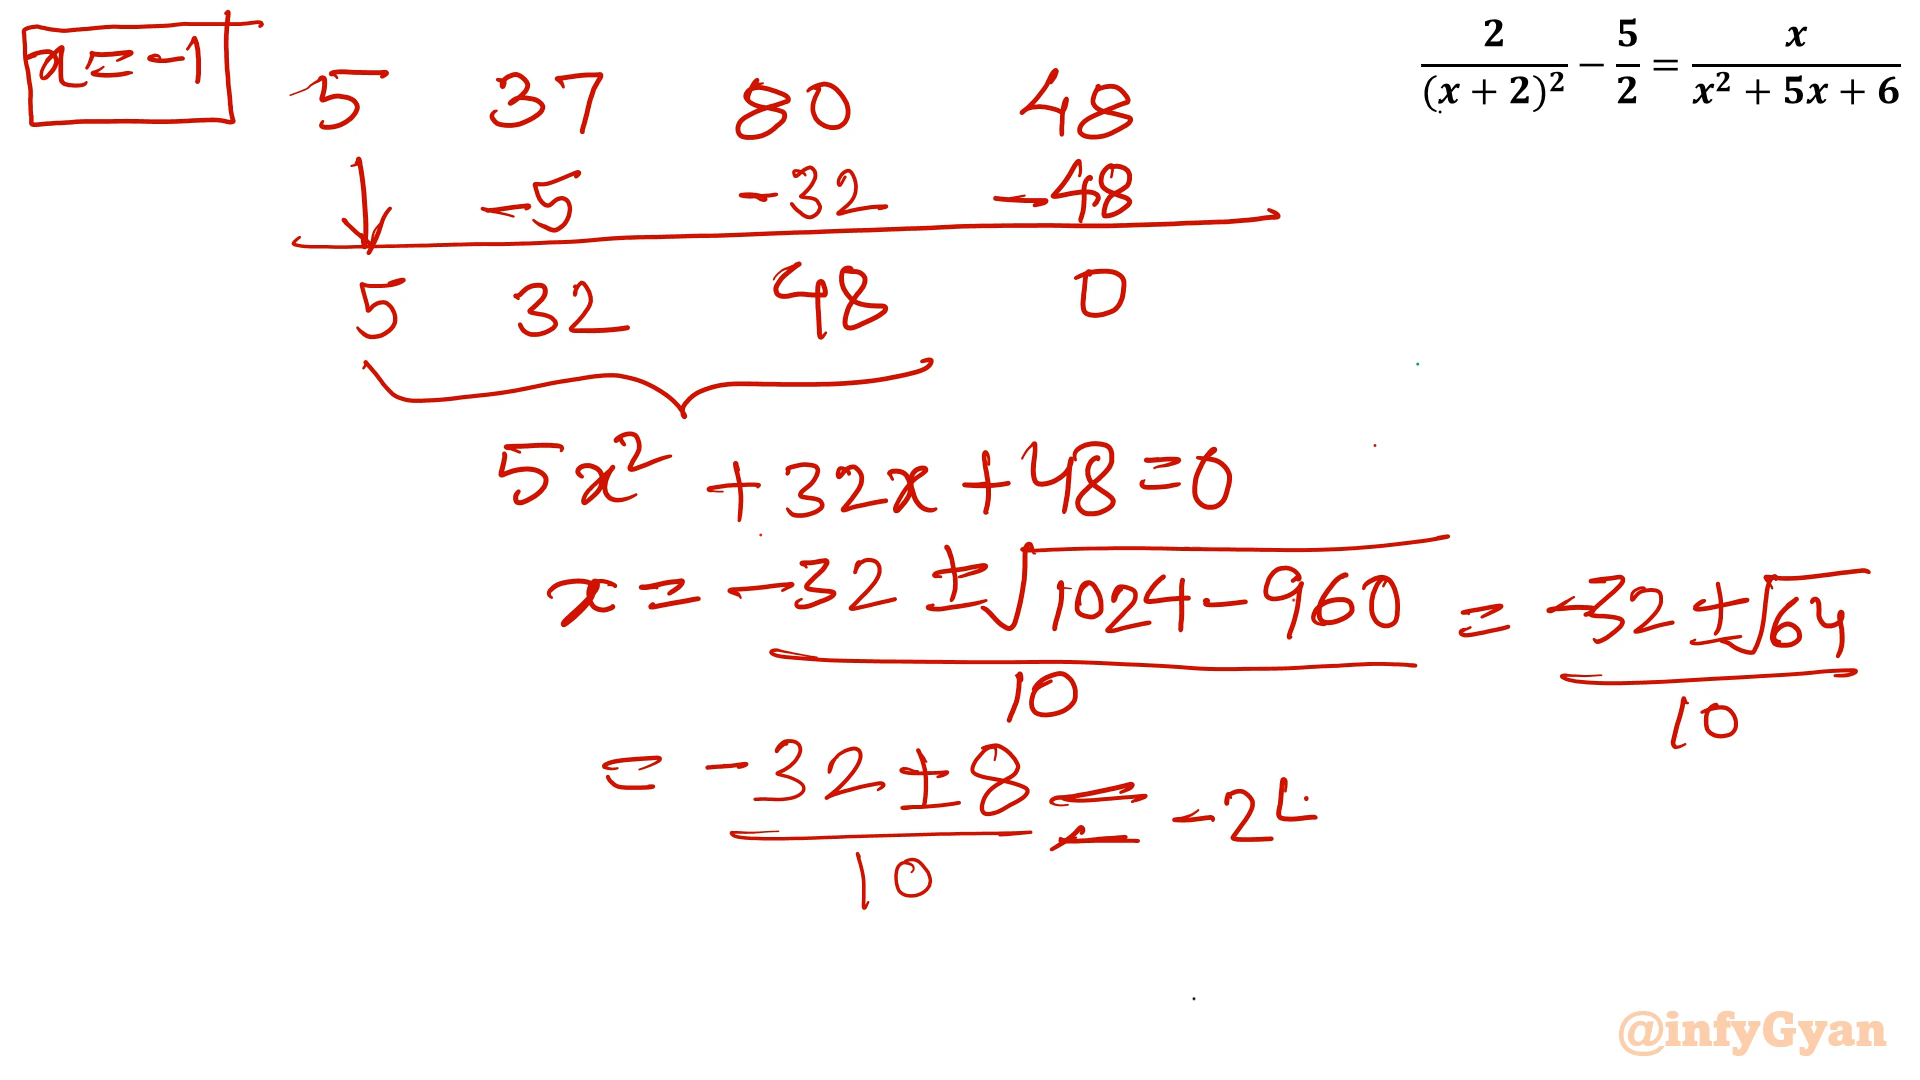 x = -1
2/(x + 2)² − 5/2 = x/(x² + 5x + 6)
5 37 80 48
-5 -32 -48
5 32 48 0
5x² + 32x + 48 = 0
x = -32 ± √1024 - 960 / 10 = -32 ± √64 / 10
= -32 ± 8 / 10 = -24
@infyGyan